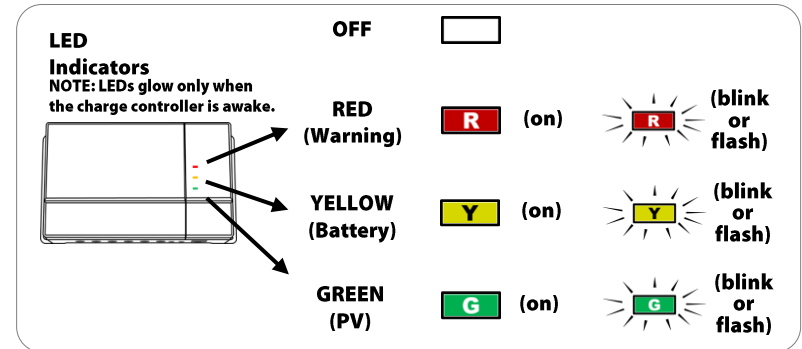 LED
Indicators
NOTE: LEDs glow only when
the charge controller is awake.
OFF
RED
(Warning)
R
(on)
R
(blink
or
flash)
YELLOW
(Battery)
Y
(on)
Y
(blink
or
flash)
GREEN
(PV)
G
(on)
G
(blink
or
flash)